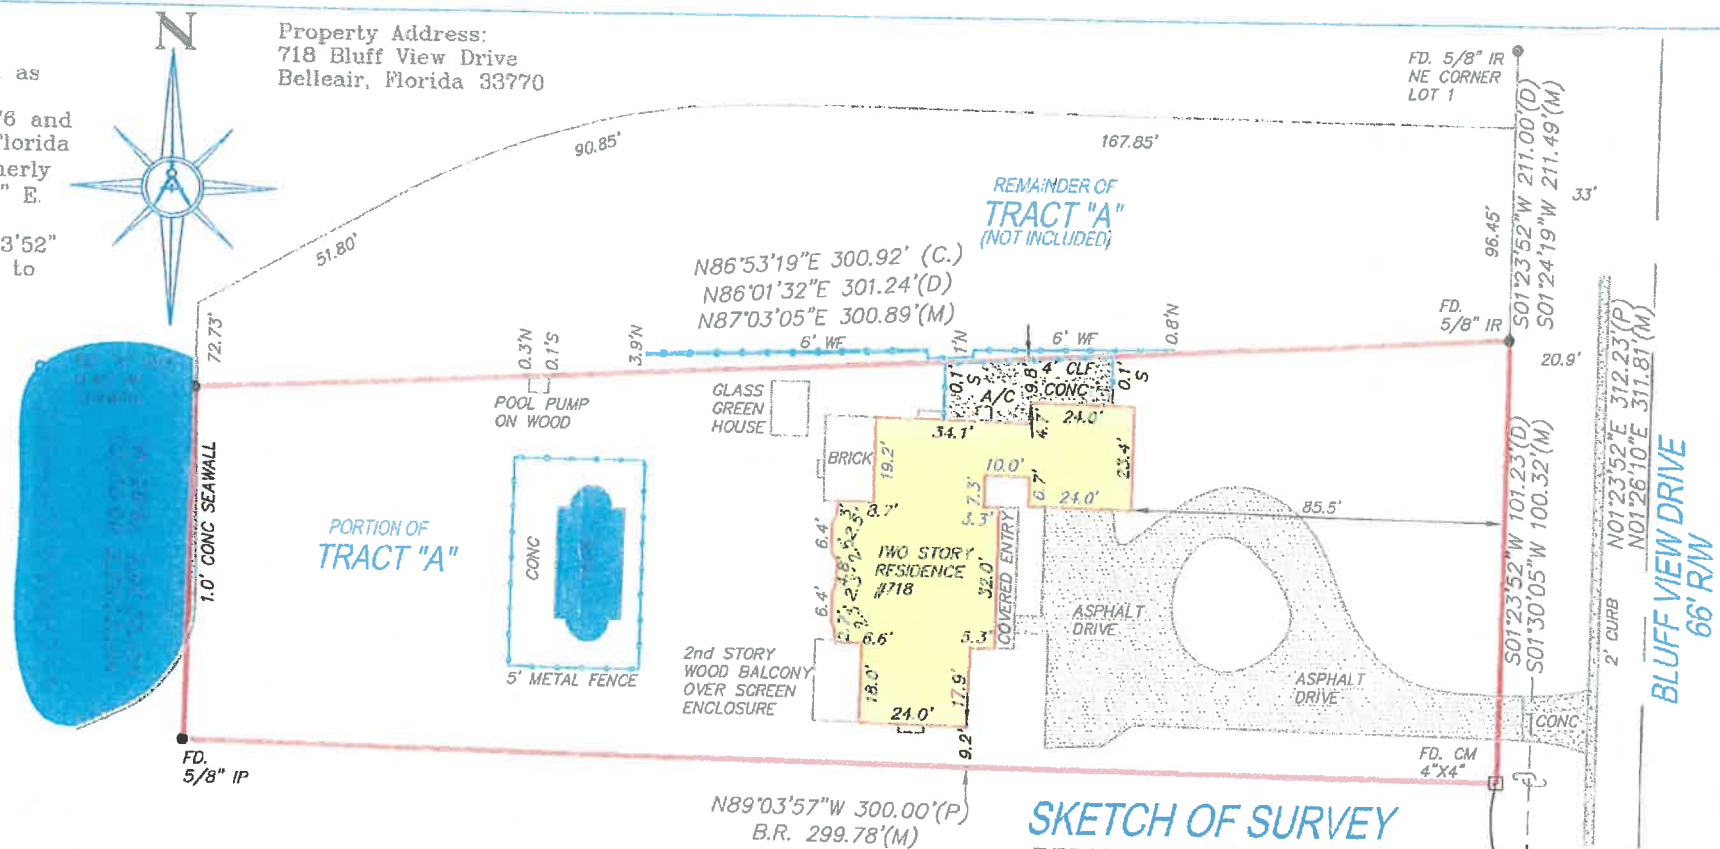 N
Property Address:
718 Bluff View Drive
Belleair, Florida 33770
as
'6 and
Florida
" E.
3'52"
to
FD. 5/8" IR
NE CORNER
LOT 1
90.85'
167.85'
51.80'
72.73'
REMAINDER OF
TRACT "A"
(NOT INCLUDED)
N86°53'19"E 300.92' (C.)
N86°01'32"E 301.24'(D)
N87°03'05"E 300.89'(M)
96.45'
S01°23'52"W 211.00'(D)
S01°24'19"W 211.49'(M)
33'
FD.
5/8" IR
20.9'
0.3'N
0.1'S
3.9'N
6' WF
1'N
6' WF
0.8'N
POOL PUMP
ON WOOD
GLASS
GREEN
HOUSE
0.1'
S
A/C
9.8'
4' CLF
CONC
0.1'
S
34.1'
4.7'
24.0'
23.4'
BRICK
19.2'
10.0'
7.3'
6.7'
24.0'
8.7'
3.3'
6.4'
6.4'
TWO STORY
RESIDENCE
#718
32.0'
COVERED ENTRY
6.6'
5.3'
18.0'
17.9'
24.0'
9.2'
2nd STORY
WOOD BALCONY
OVER SCREEN
ENCLOSURE
1.0' CONC SEAWALL
PORTION OF
TRACT "A"
CONC
5' METAL FENCE
85.5'
ASPHALT
DRIVE
ASPHALT
DRIVE
CONC
S01°23'52"W 101.23'(D)
S01°30'05"W 100.32'(M)
N01°23'52"E 312.23'(P)
N01°26'10"E 311.81'(M)
2' CURB
BLUFF VIEW DRIVE
66' R/W
FD.
5/8" IP
FD. CM
4"X4"
N89°03'57"W 300.00'(P)
B.R. 299.78'(M)
SKETCH OF SURVEY